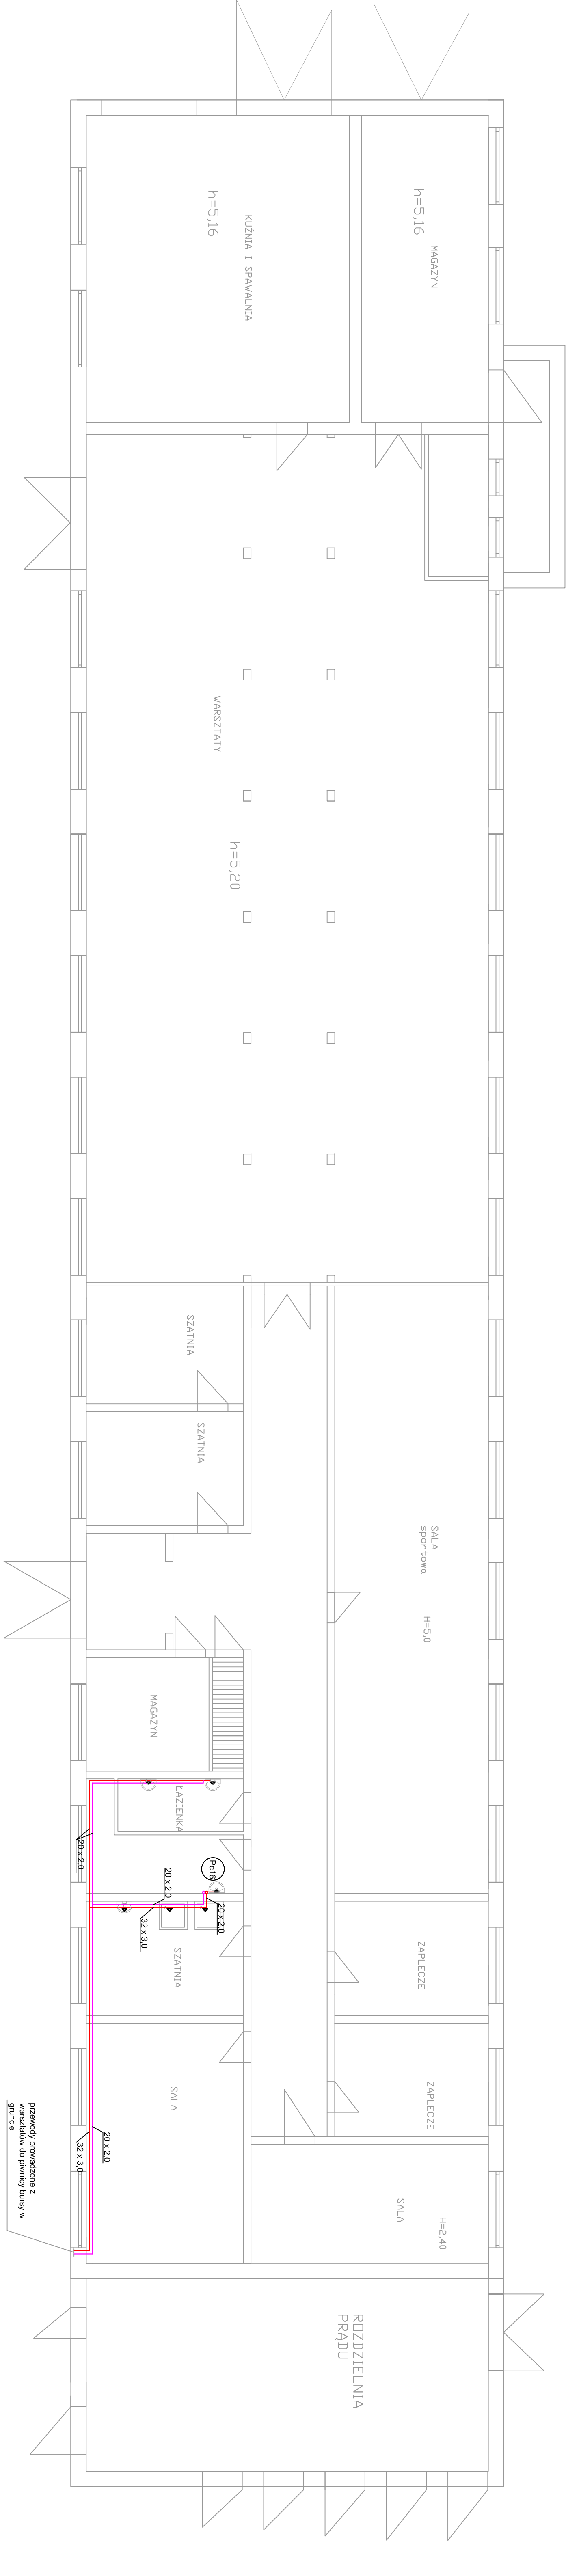 h=5,16
MAGAZYN
KUŹNIA I SPAWALNIA
h=5,16
WARSZTATY
h=5,20
SZATNIA
SZATNIA
SALA
sportowa
H=5,0
MAGAZYN
ŁAZIENKA
20 x 2,0
Pc16
20 x 2,0
20 x 2,0
32 x 3,0
SZATNIA
ZAPLECZE
ZAPLECZE
SALA
20 x 2,0
32 x 3,0
SALA
H=2,40
przewody prowadzone z
warsztatów do piwnicy bursy w
gruncie
ROZDZIELNIA
PRĄDU